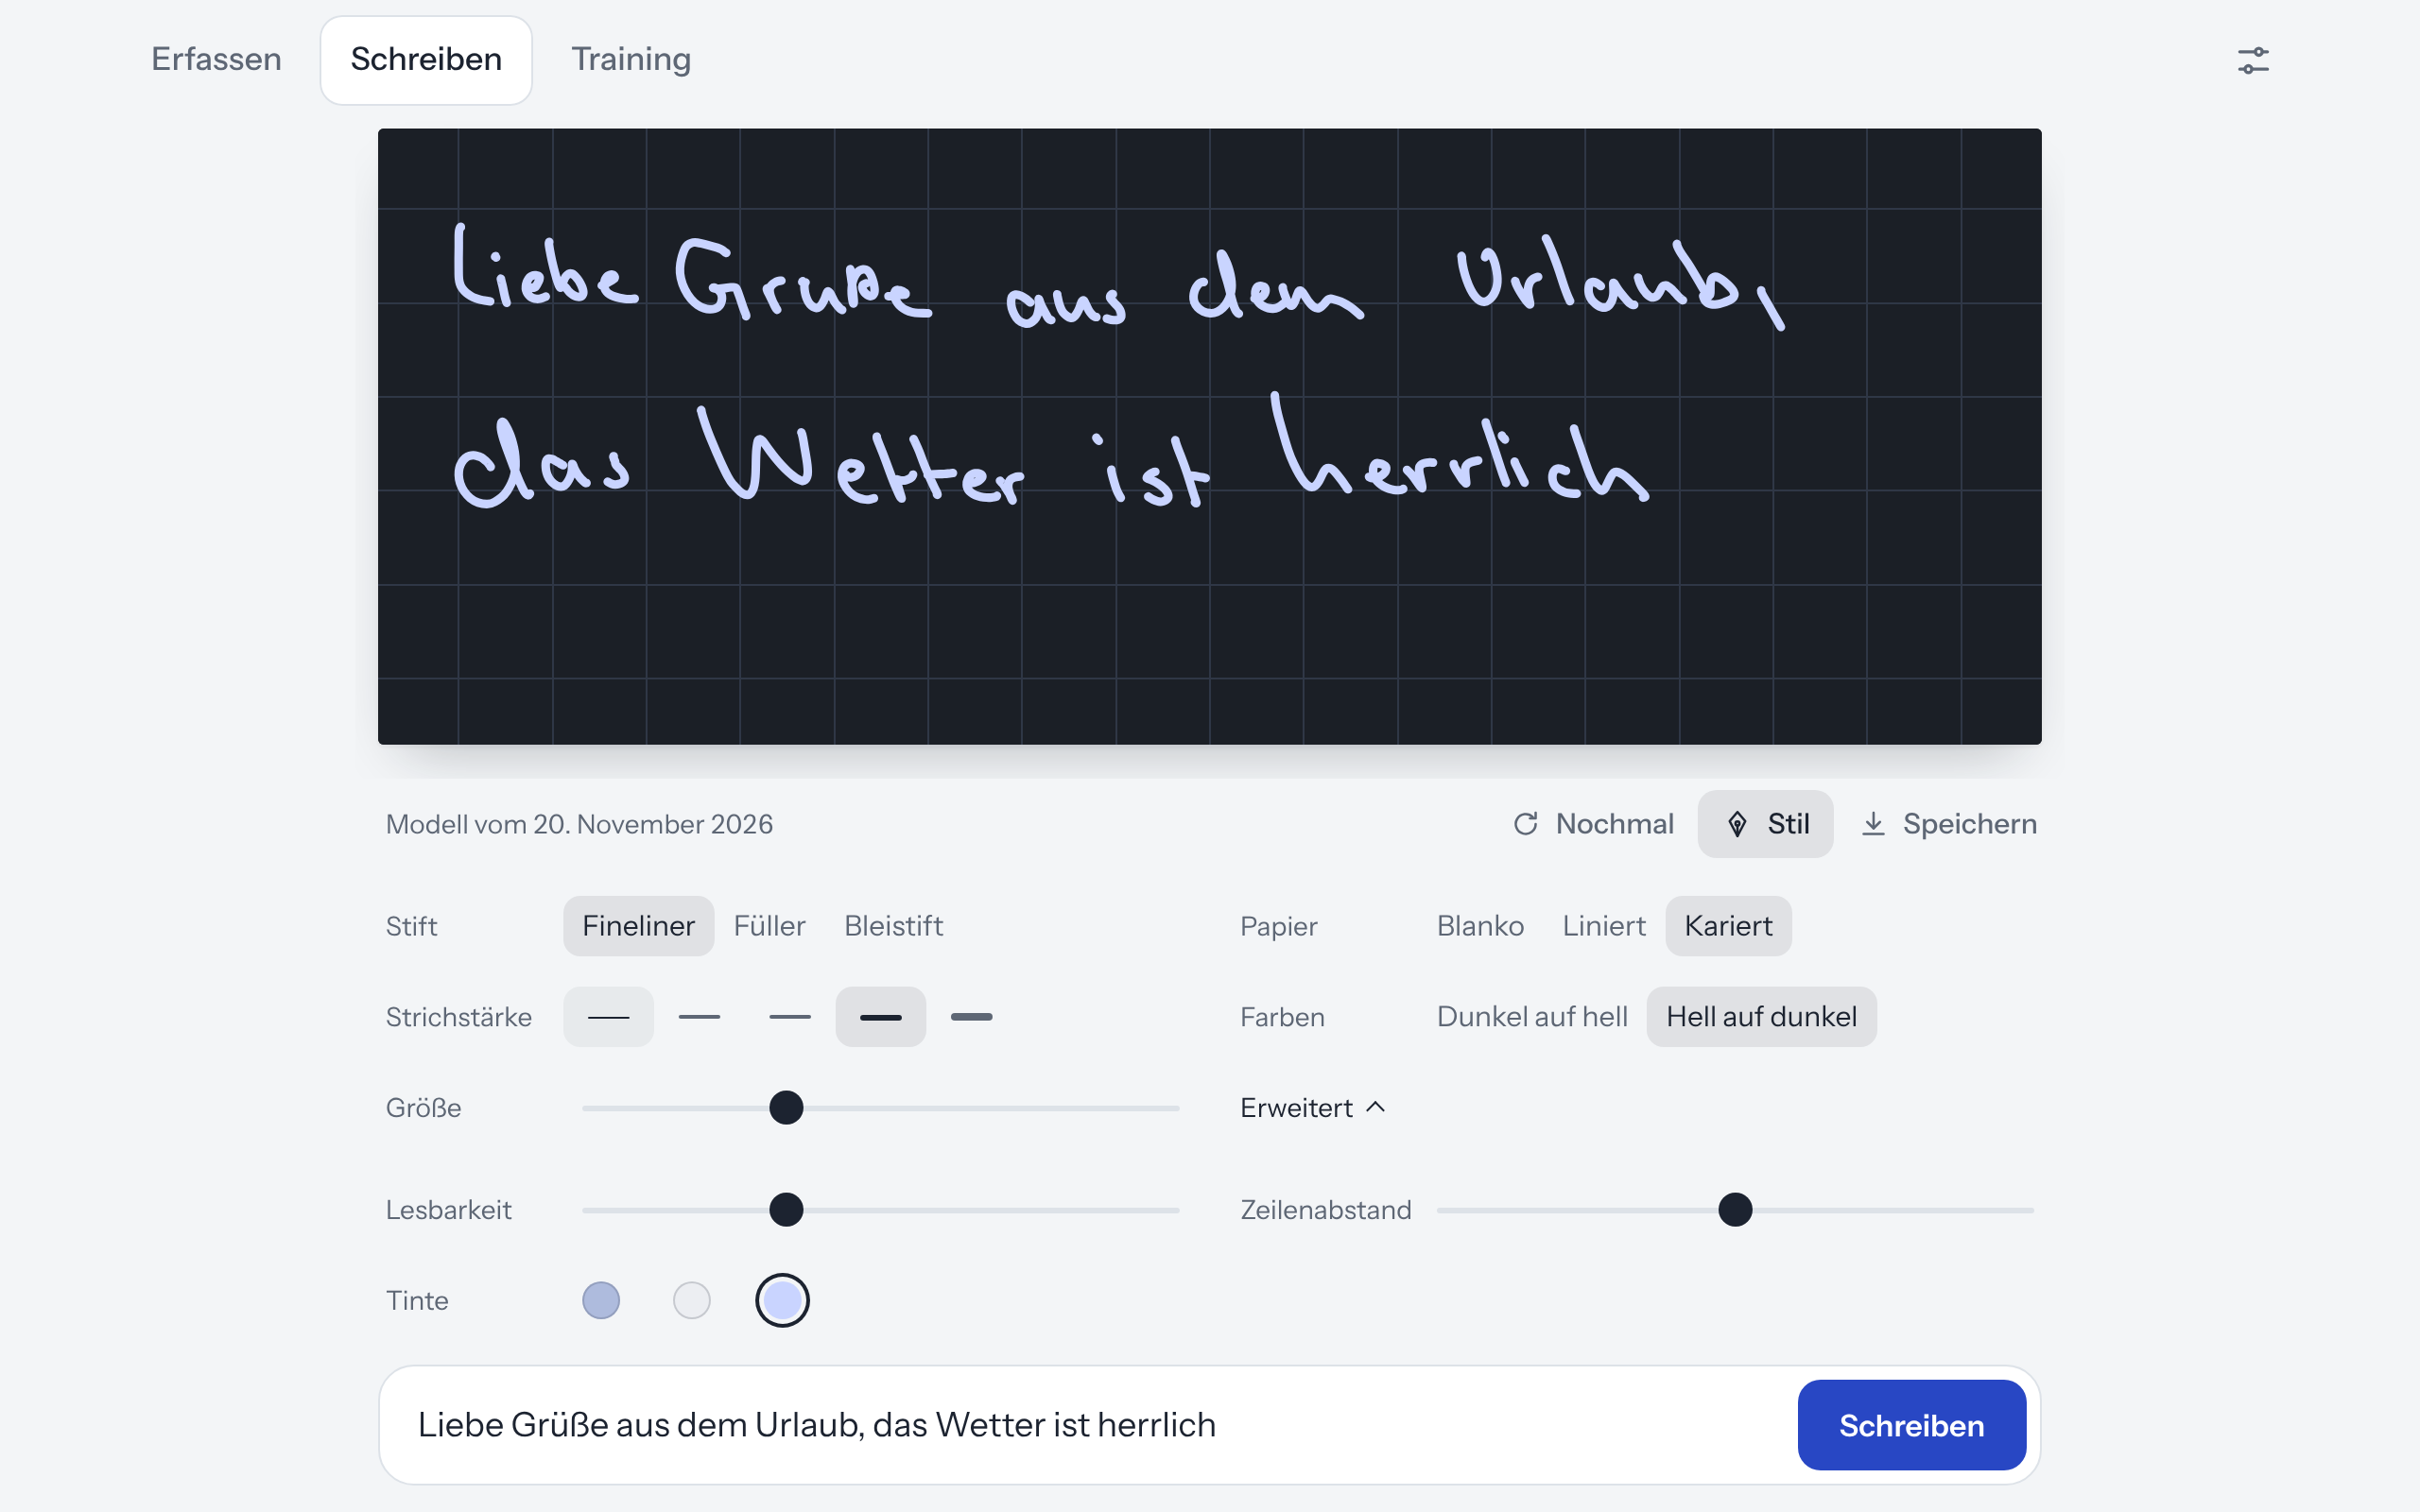 Erfassen Schreiben Training
Liebe Gruße aus dem Urlaub,
das Wetter ist herrlich
Modell vom 20. November 2026 Nochmal Stil Speichern
Stift Fineliner Füller Bleistift Papier Blanko Liniert Kariert
Strichstärke Farben Dunkel auf hell Hell auf dunkel
Größe Erweitert
Lesbarkeit Zeilenabstand
Tinte
Liebe Grüße aus dem Urlaub, das Wetter ist herrlich Schreiben